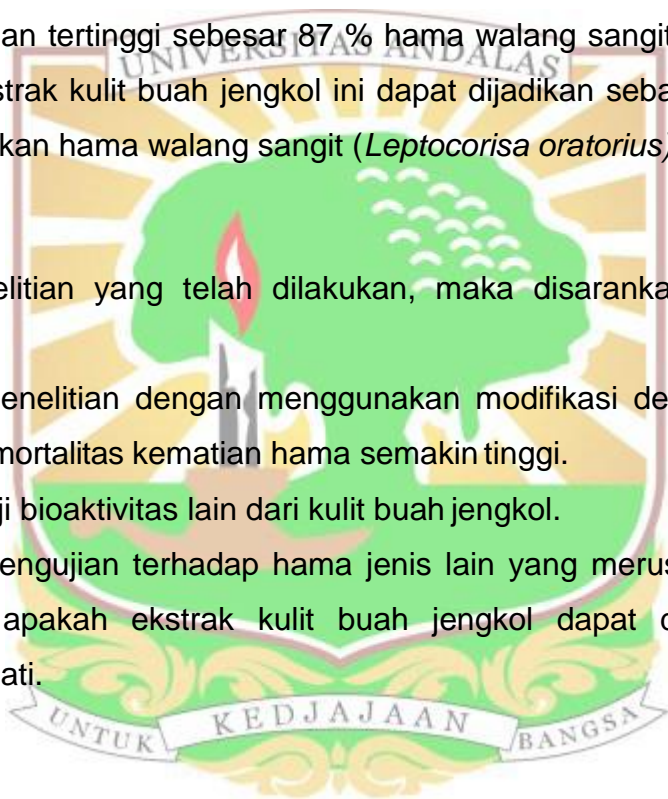 an tertinggi sebesar 87 % hama walang sangit
UNIVERSITAS ANDALAS
strak kulit buah jengkol ini dapat dijadikan seba
kan hama walang sangit (Leptocorisa oratorius)
elitian yang telah dilakukan, maka disaranka
enelitian dengan menggunakan modifikasi de
mortalitas kematian hama semakin tinggi.
ji bioaktivitas lain dari kulit buah jengkol.
engujian terhadap hama jenis lain yang merus
apakah ekstrak kulit buah jengkol dapat d
ati.
UNTUK KEDJAJAAN BANGSA